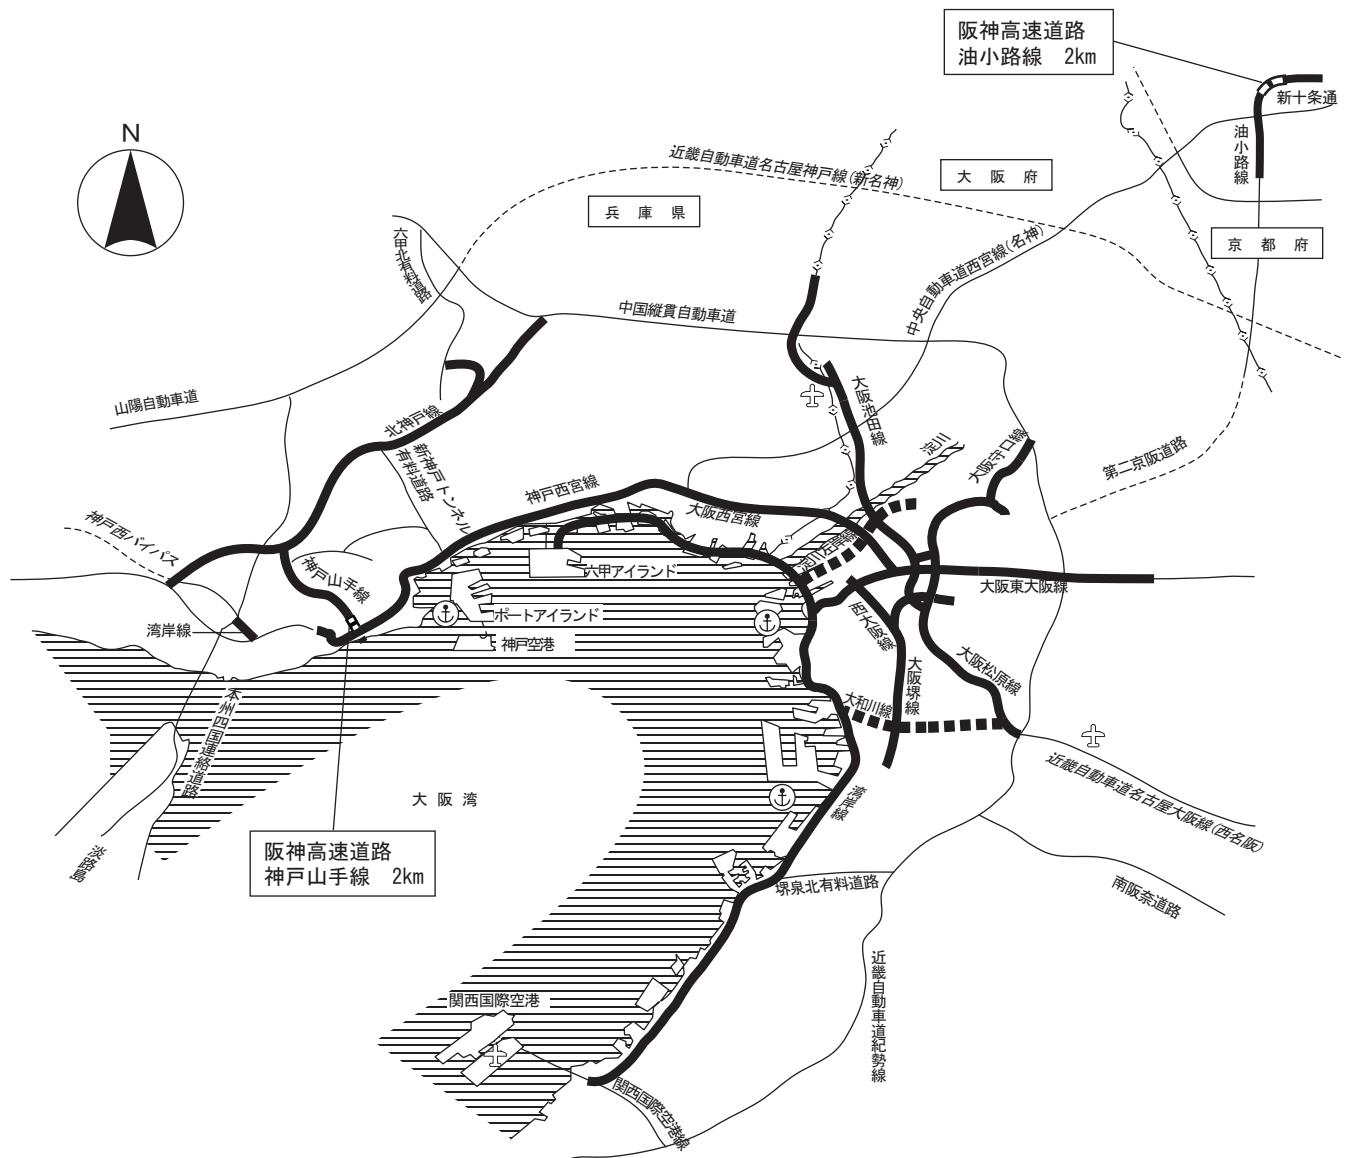 阪神高速道路
油小路線 2km
新十条通
油小路線
N
近畿自動車道名古屋神戸線(新名神)
大阪府
兵庫県
京都府
六甲北有料道路
中央自動車道西宮線(名神)
中国縦貫自動車道
山陽自動車道
大阪池田線
北神戸線
新神戸トンネル
有料道路
淀川
大阪守口線
第二京阪道路
神戸西宮線
大阪西宮線
神戸西バイパス
淀川左岸線
神戸山手線
六甲アイランド
大阪東大阪線
ポートアイランド
西大阪線
湾岸線
神戸空港
大阪松原線
大阪堺線
本州四国連絡道路
大和川線
近畿自動車道名古屋大阪線(西名阪)
大阪湾
湾岸線
阪神高速道路
神戸山手線 2km
淡路島
堺泉北有料道路
南阪奈道路
近畿自動車道紀勢線
関西国際空港
関西国際空港線